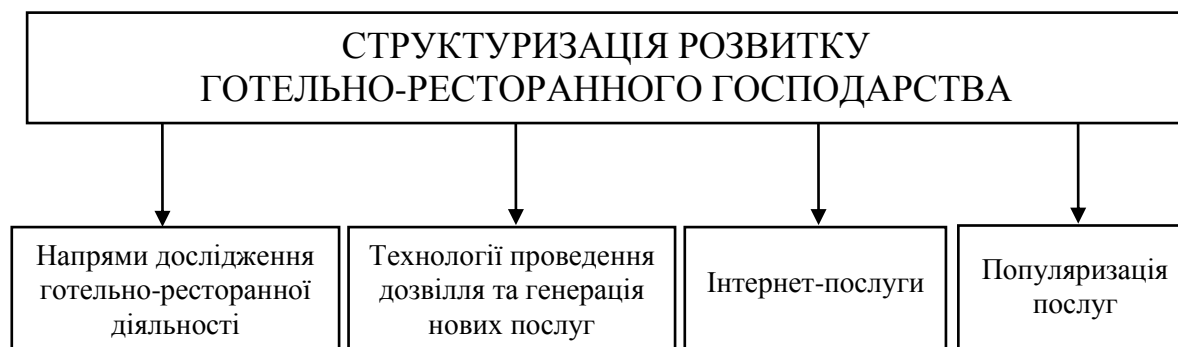 СТРУКТУРИЗАЦІЯ РОЗВИТКУ
ГОТЕЛЬНО-РЕСТОРАННОГО ГОСПОДАРСТВА
Напрями дослідження
готельно-ресторанної
діяльності
Технології проведення
дозвілля та генерація
нових послуг
Інтернет-послуги
Популяризація
послуг